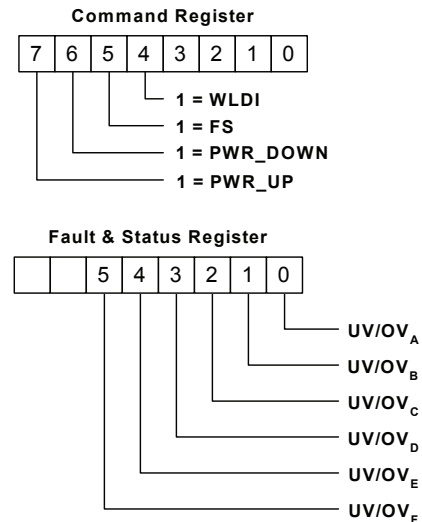 Command Register
7 6 5 4 3 2 1 0
1 = WLDI
1 = FS
1 = PWR_DOWN
1 = PWR_UP
Fault & Status Register
5 4 3 2 1 0
UV/OVA
UV/OVB
UV/OVC
UV/OVD
UV/OVE
UV/OVF